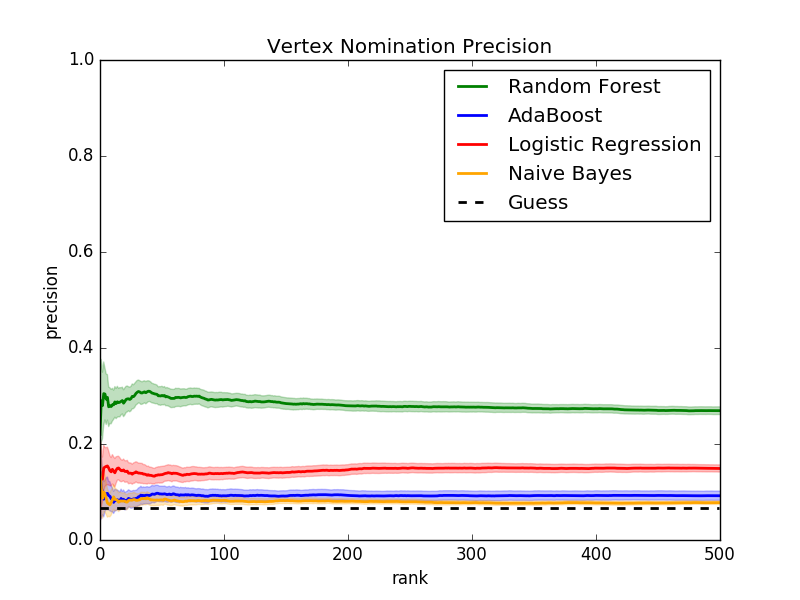 Vertex Nomination Precision
1.0
0.8
0.6
0.4
0.2
0.0
precision
Random Forest
AdaBoost
Logistic Regression
Naive Bayes
Guess
0 100 200 300 400 500
rank